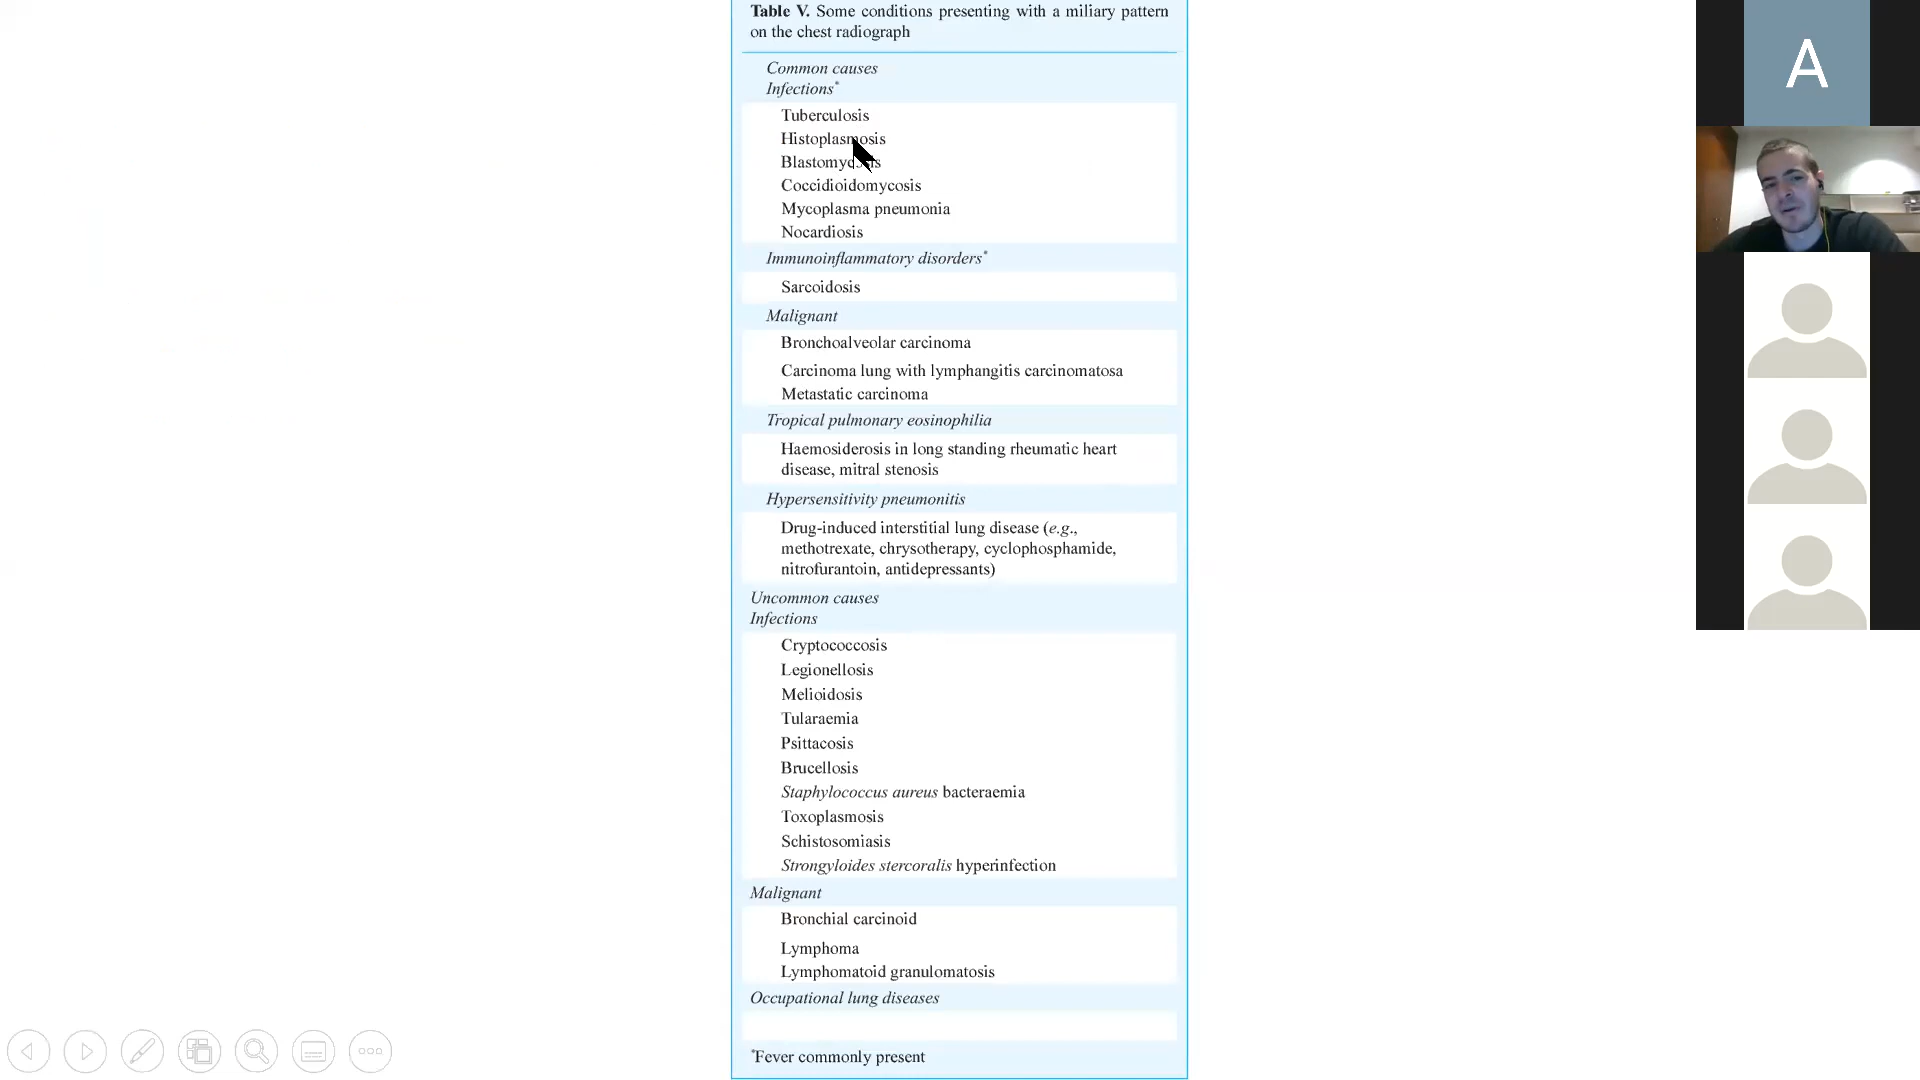 Table V. Some conditions presenting with a miliary pattern
on the chest radiograph
Common causes
Infections*
Tuberculosis
Histoplasmosis
Blastomycosis
Coccidioidomycosis
Mycoplasma pneumonia
Nocardiosis
Immunoinflammatory disorders*
Sarcoidosis
Malignant
Bronchoalveolar carcinoma
Carcinoma lung with lymphangitis carcinomatosa
Metastatic carcinoma
Tropical pulmonary eosinophilia
Haemosiderosis in long standing rheumatic heart
disease, mitral stenosis
Hypersensitivity pneumonitis
Drug-induced interstitial lung disease (e.g.,
methotrexate, chrysotherapy, cyclophosphamide,
nitrofurantoin, antidepressants)
Uncommon causes
Infections
Cryptococcosis
Legionellosis
Melioidosis
Tularaemia
Psittacosis
Brucellosis
Staphylococcus aureus bacteraemia
Toxoplasmosis
Schistosomiasis
Strongyloides stercoralis hyperinfection
Malignant
Bronchial carcinoid
Lymphoma
Lymphomatoid granulomatosis
Occupational lung diseases
*Fever commonly present
A